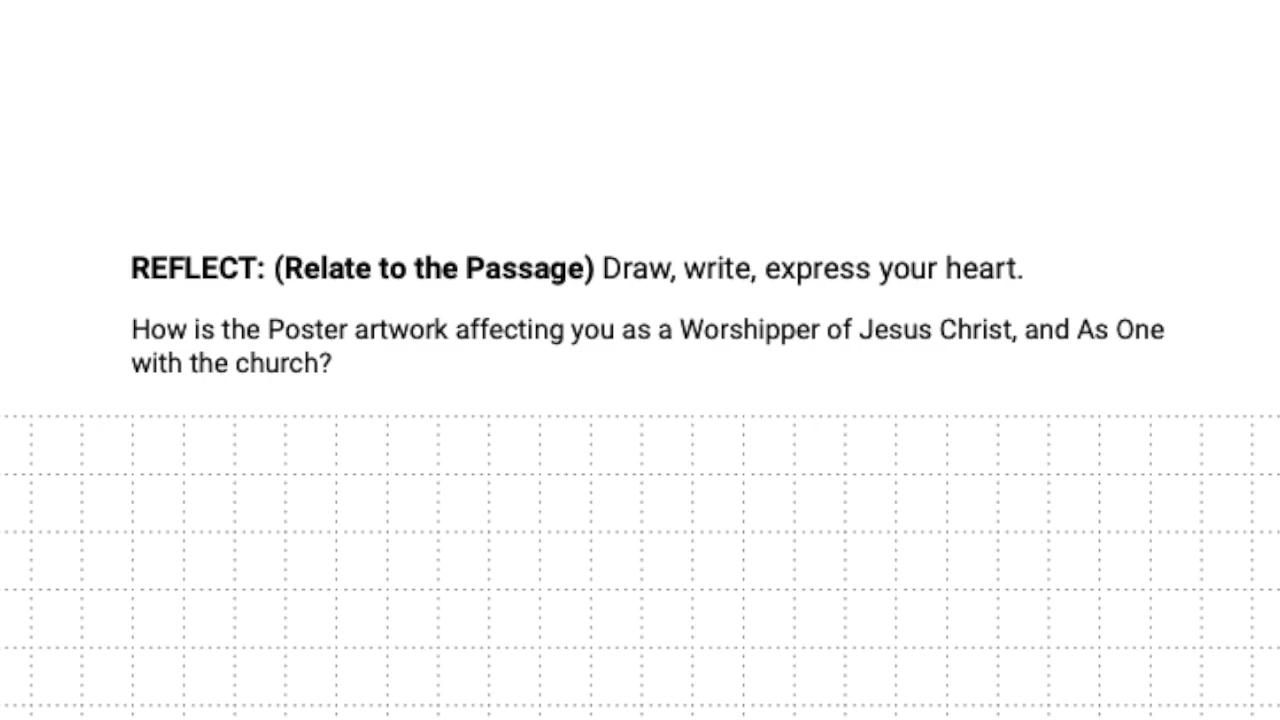 REFLECT: (Relate to the Passage) Draw, write, express your heart.
How is the Poster artwork affecting you as a Worshipper of Jesus Christ, and As One
with the church?